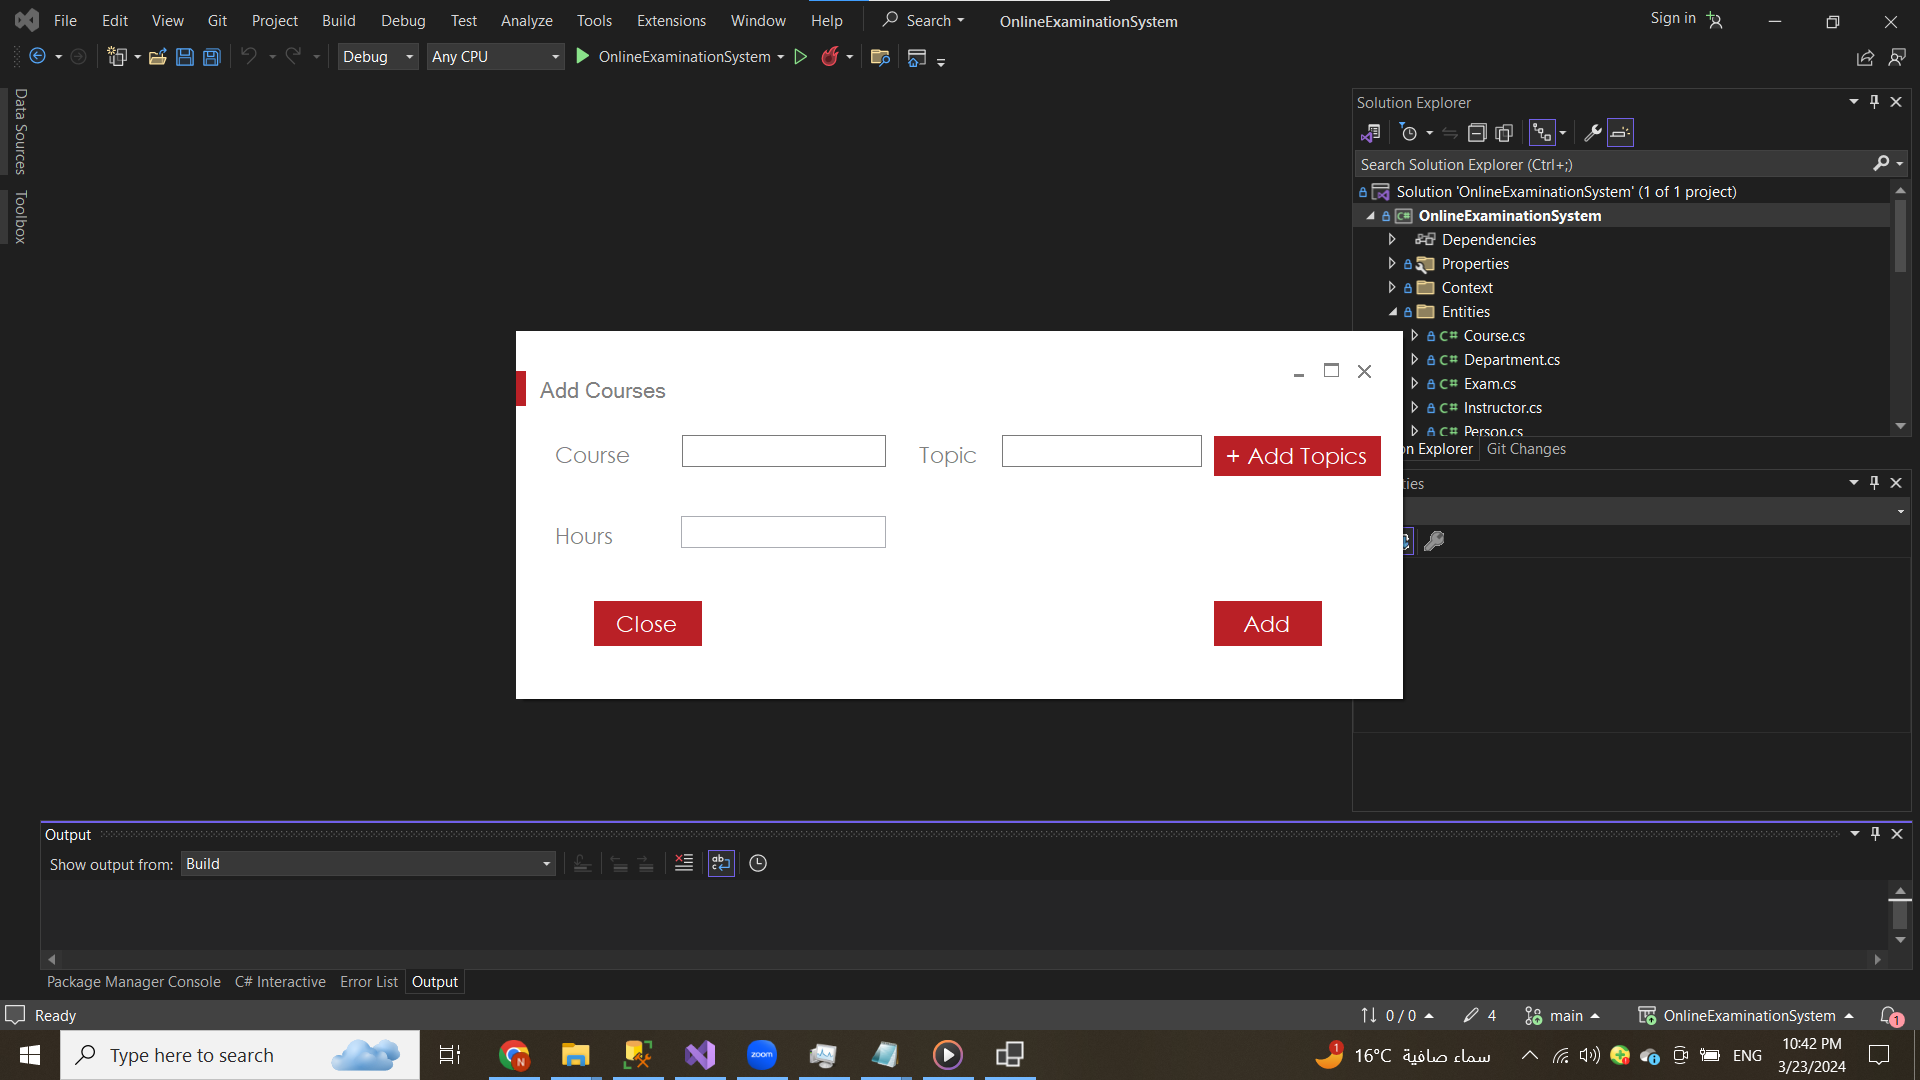 File Edit View Git Project Build Debug Test Analyze Tools Extensions Window Help Search OnlineExaminationSystem Sign in
Debug Any CPU OnlineExaminationSystem
Data Sources
Toolbox
Solution Explorer
Search Solution Explorer (Ctrl+;)
Solution 'OnlineExaminationSystem' (1 of 1 project)
C# OnlineExaminationSystem
Dependencies
Properties
Context
Entities
C# Course.cs
C# Department.cs
C# Exam.cs
C# Instructor.cs
C# Person.cs
on Explorer Git Changes
ties
Add Courses
Course Topic + Add Topics
Hours
Close Add
Output
Show output from: Build
Package Manager Console C# Interactive Error List Output
Ready 0 / 0 4 main OnlineExaminationSystem 1
Type here to search N zoom 1 16°C سماء صافية ENG 10:42 PM
3/23/2024